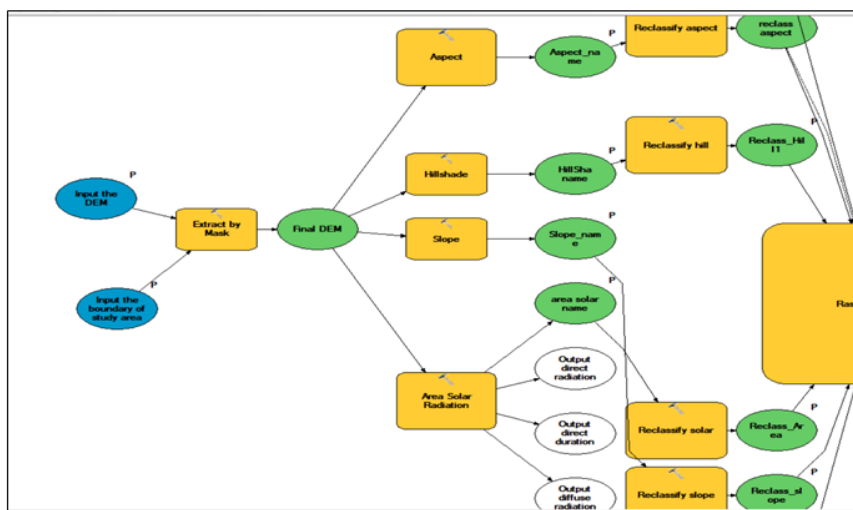 Aspect
Aspect_na
me
P
Reclassify aspect
reclass
aspect
Hillshade
HillSha
name
P
Reclassify hill
Reclass_Hil
l1
P
Input the
DEM
P
Extract by
Mask
Final DEM
Slope
Slope_nam
e
P
Input the
boundary of
study area
P
area solar
name
P
Ras
Output
direct
radiation
Area Solar
Radiation
Output
direct
duration
Reclassify solar
Reclass_Ar
ea
P
Output
diffuse
radiation
Reclassify slope
Reclass_sl
ope
P